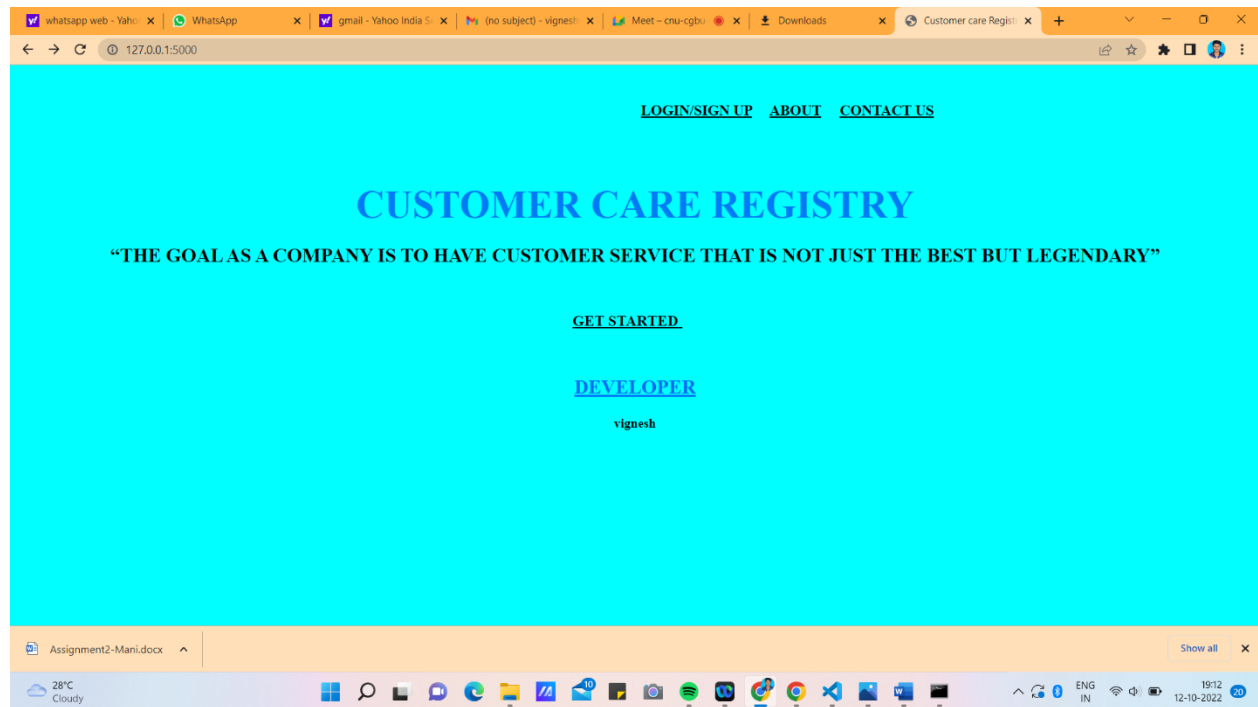 whatsapp web - Yaho
WhatsApp
gmail - Yahoo India S
(no subject) - vignesh
Meet – cnu-cgbu
Downloads
Customer care Regist
127.0.0.1:5000
LOGIN/SIGN UP ABOUT CONTACT US
CUSTOMER CARE REGISTRY
“THE GOAL AS A COMPANY IS TO HAVE CUSTOMER SERVICE THAT IS NOT JUST THE BEST BUT LEGENDARY”
GET STARTED
DEVELOPER
vignesh
Assignment2-Mani.docx
Show all
28°C
Cloudy
10
ENG
IN
19:12
12-10-2022
20